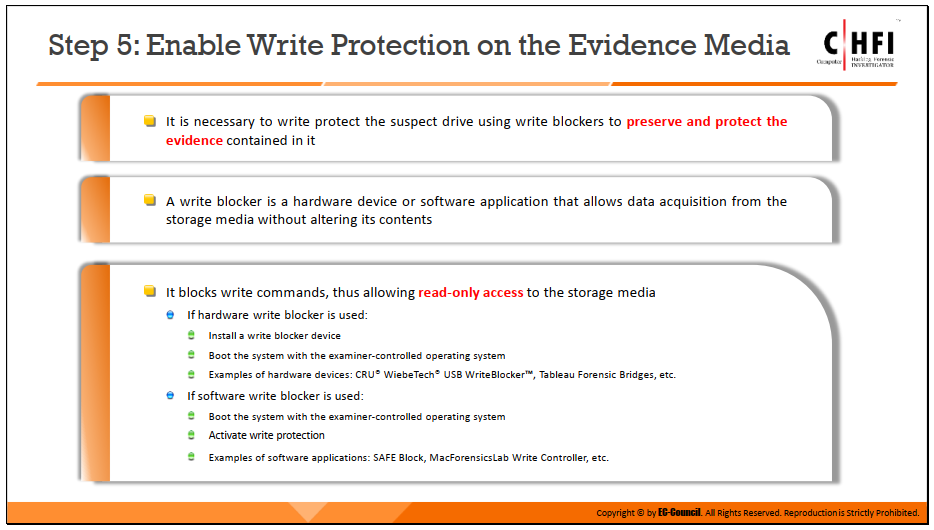 Step 5: Enable Write Protection on the Evidence Media
CHFI
Computer Hacking Forensic
INVESTIGATOR
It is necessary to write protect the suspect drive using write blockers to preserve and protect the
evidence contained in it
A write blocker is a hardware device or software application that allows data acquisition from the
storage media without altering its contents
It blocks write commands, thus allowing read-only access to the storage media
If hardware write blocker is used:
Install a write blocker device
Boot the system with the examiner-controlled operating system
Examples of hardware devices: CRU® WiebeTech® USB WriteBlocker™, Tableau Forensic Bridges, etc.
If software write blocker is used:
Boot the system with the examiner-controlled operating system
Activate write protection
Examples of software applications: SAFE Block, MacForensicsLab Write Controller, etc.
Copyright © by EC-Council. All Rights Reserved. Reproduction is Strictly Prohibited.